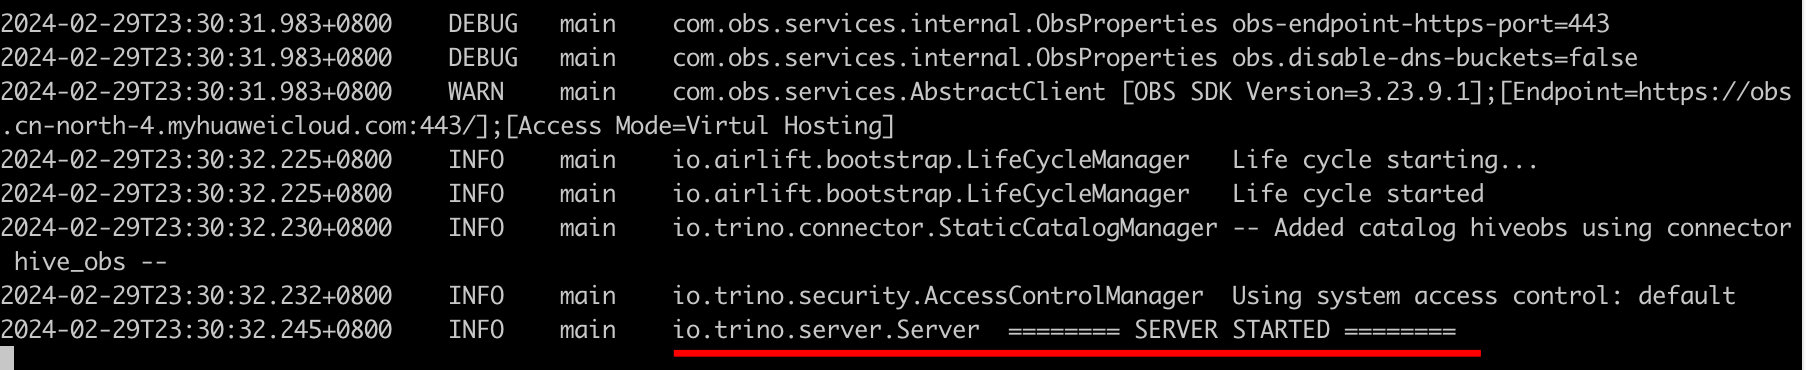 2024-02-29T23:30:31.983+0800    DEBUG   main    com.obs.services.internal.ObsProperties obs-endpoint-https-port=443
2024-02-29T23:30:31.983+0800    DEBUG   main    com.obs.services.internal.ObsProperties obs.disable-dns-buckets=false
2024-02-29T23:30:31.983+0800    WARN    main    com.obs.services.AbstractClient [OBS SDK Version=3.23.9.1];[Endpoint=https://obs
.cn-north-4.myhuaweicloud.com:443/];[Access Mode=Virtul Hosting]
2024-02-29T23:30:32.225+0800    INFO    main    io.airlift.bootstrap.LifeCycleManager   Life cycle starting...
2024-02-29T23:30:32.225+0800    INFO    main    io.airlift.bootstrap.LifeCycleManager   Life cycle started
2024-02-29T23:30:32.230+0800    INFO    main    io.trino.connector.StaticCatalogManager -- Added catalog hiveobs using connector
 hive_obs --
2024-02-29T23:30:32.232+0800    INFO    main    io.trino.security.AccessControlManager  Using system access control: default
2024-02-29T23:30:32.245+0800    INFO    main    io.trino.server.Server  ======== SERVER STARTED ========